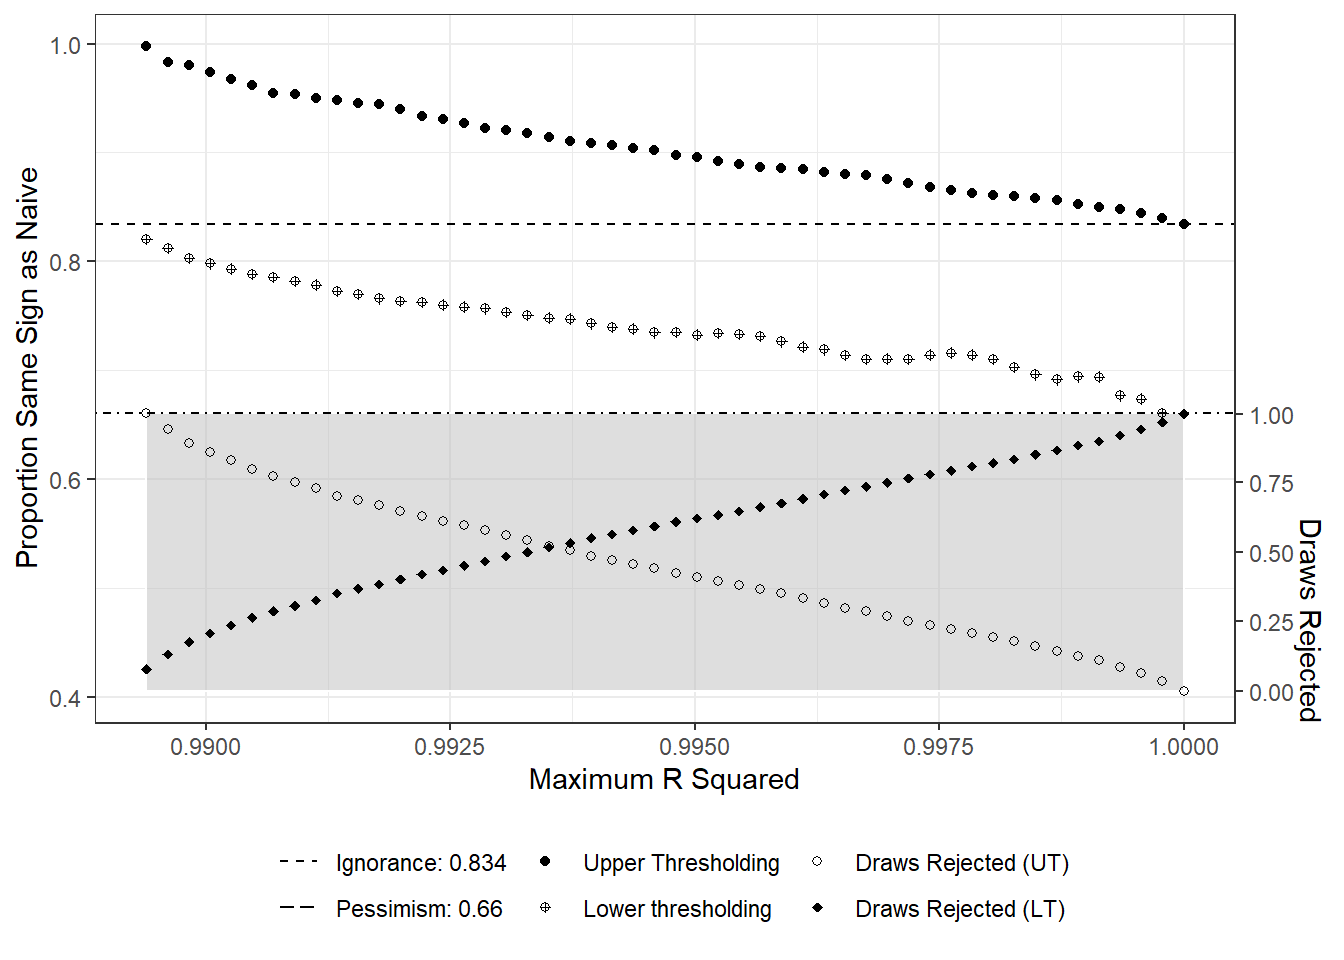 Proportion Same Sign as Naive
1.0
0.8
0.6
0.4
1.00
0.75
0.50
0.25
0.00
Draws Rejected
0.9900
0.9925
0.9950
0.9975
1.0000
Maximum R Squared
Ignorance: 0.834
Upper Thresholding
Draws Rejected (UT)
Pessimism: 0.66
Lower thresholding
Draws Rejected (LT)